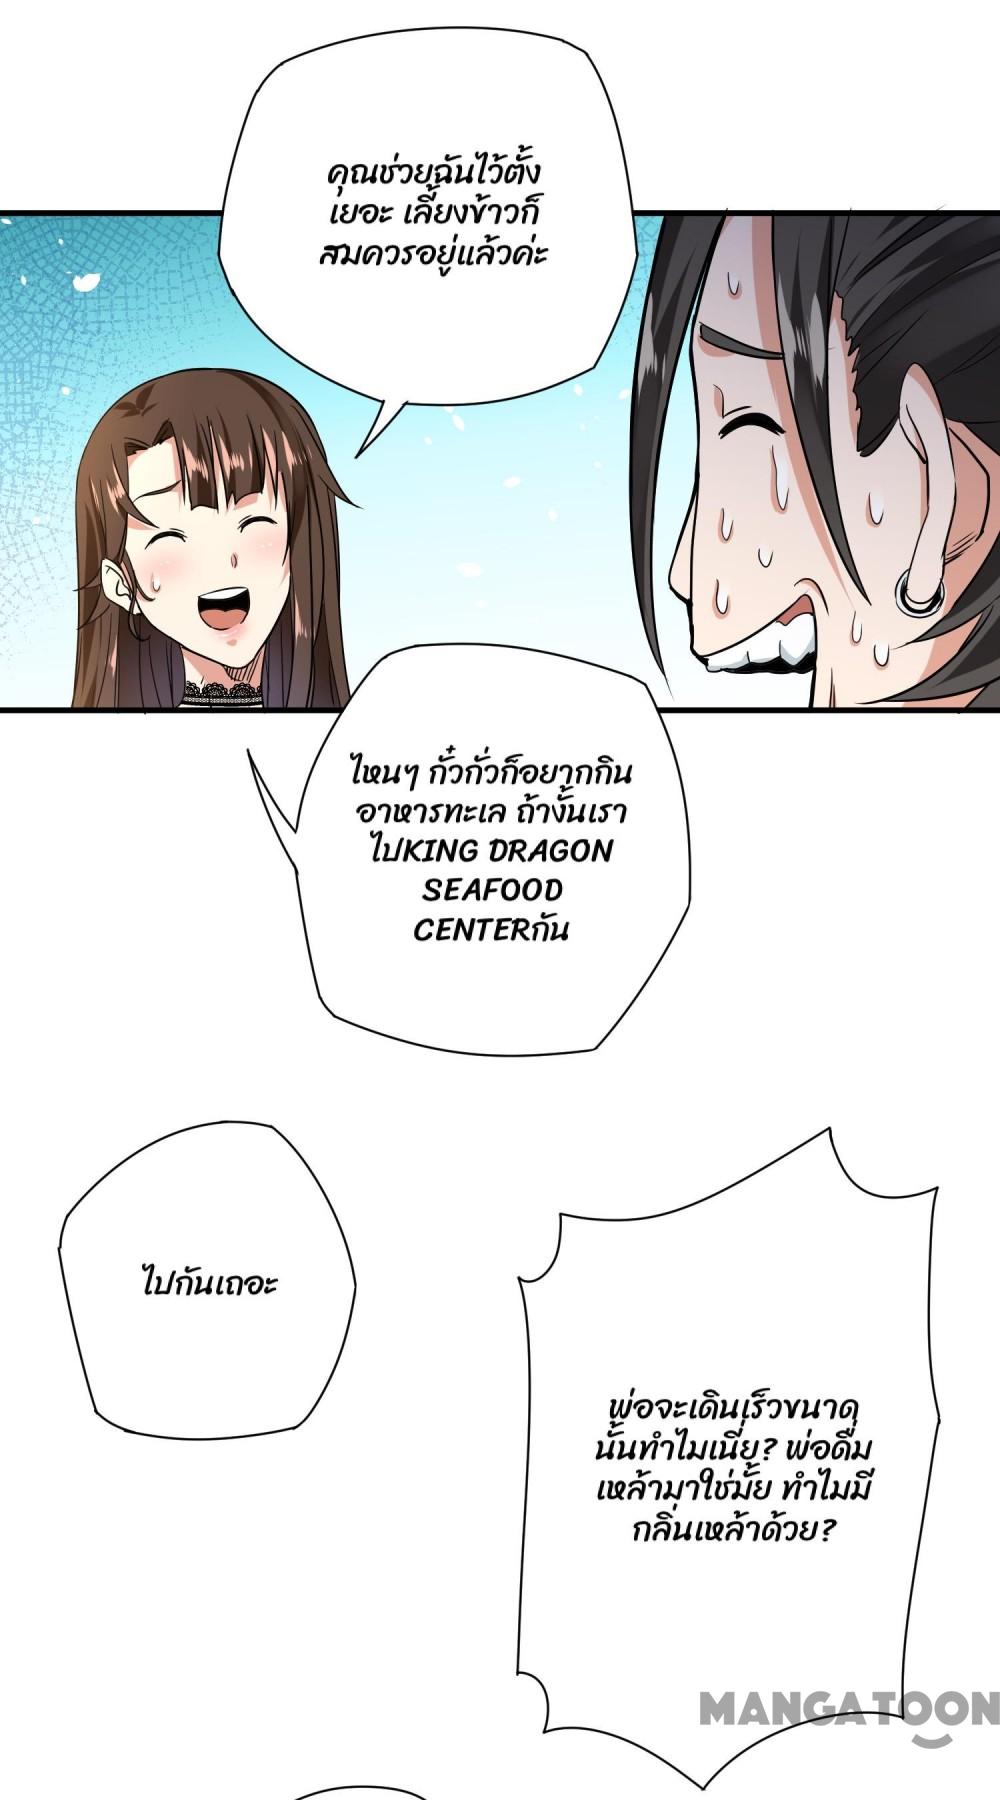 คุณช่วยฉันไว้ตั้ง
เยอะ เลี้ยงข้าวก็
สมควรอยู่แล้วค่ะ
ไหนๆ กั๋วกั่วก็อยากกิน
อาหารทะเล ถ้างั้นเรา
ไปKING DRAGON
SEAFOOD
CENTERกัน
ไปกันเถอะ
พ่อจะเดินเร็วขนาด
นั้นทำไมเนี่ย? พ่อดื่ม
เหล้ามาใช่มั้ย ทำไมมี
กลิ่นเหล้าด้วย?
MANGATOON